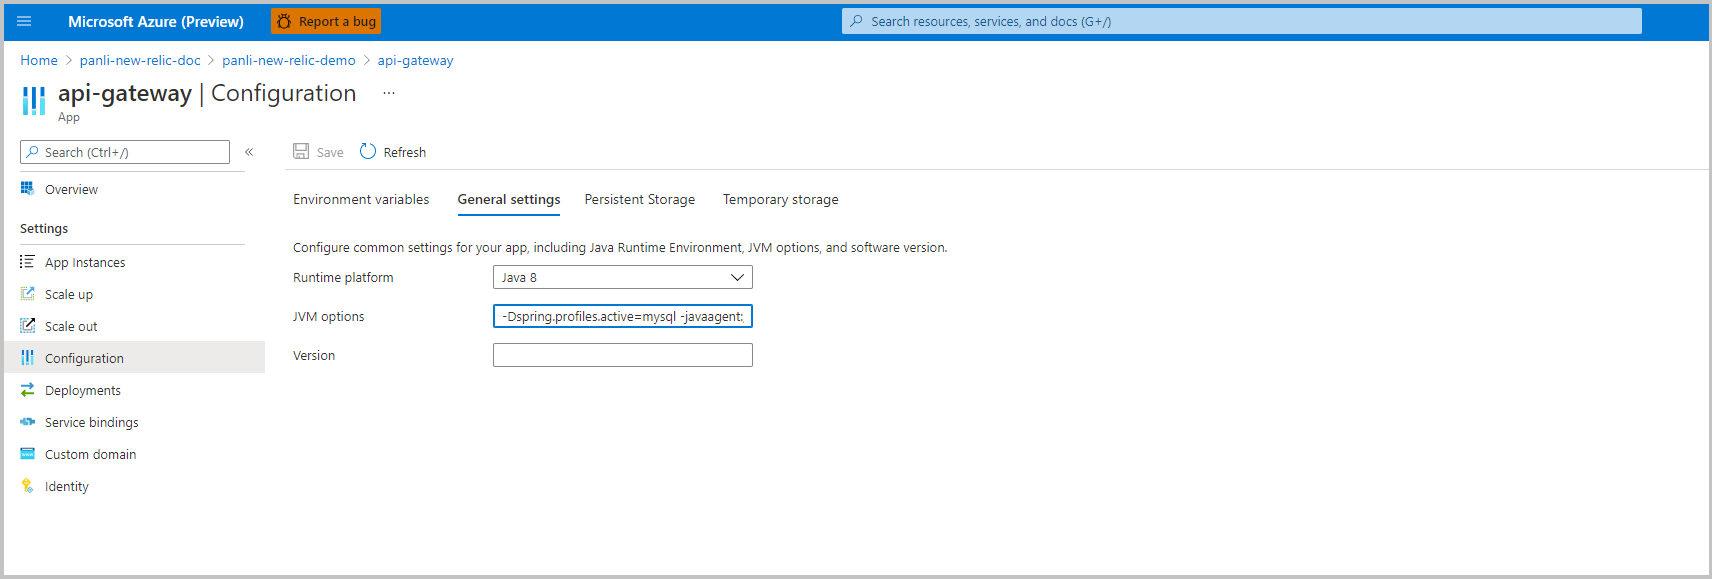 Microsoft Azure (Preview) Report a bug Search resources, services, and docs (G+/)
Home > panli-new-relic-doc > panli-new-relic-demo > api-gateway
api-gateway | Configuration ...
App
Search (Ctrl+/) «
Save Refresh
Overview
Environment variables General settings Persistent Storage Temporary storage
Settings
Configure common settings for your app, including Java Runtime Environment, JVM options, and software version.
App Instances
Runtime platform Java 8
Scale up
JVM options -Dspring.profiles.active=mysql -javaagent:
Scale out
Version
Configuration
Deployments
Service bindings
Custom domain
Identity